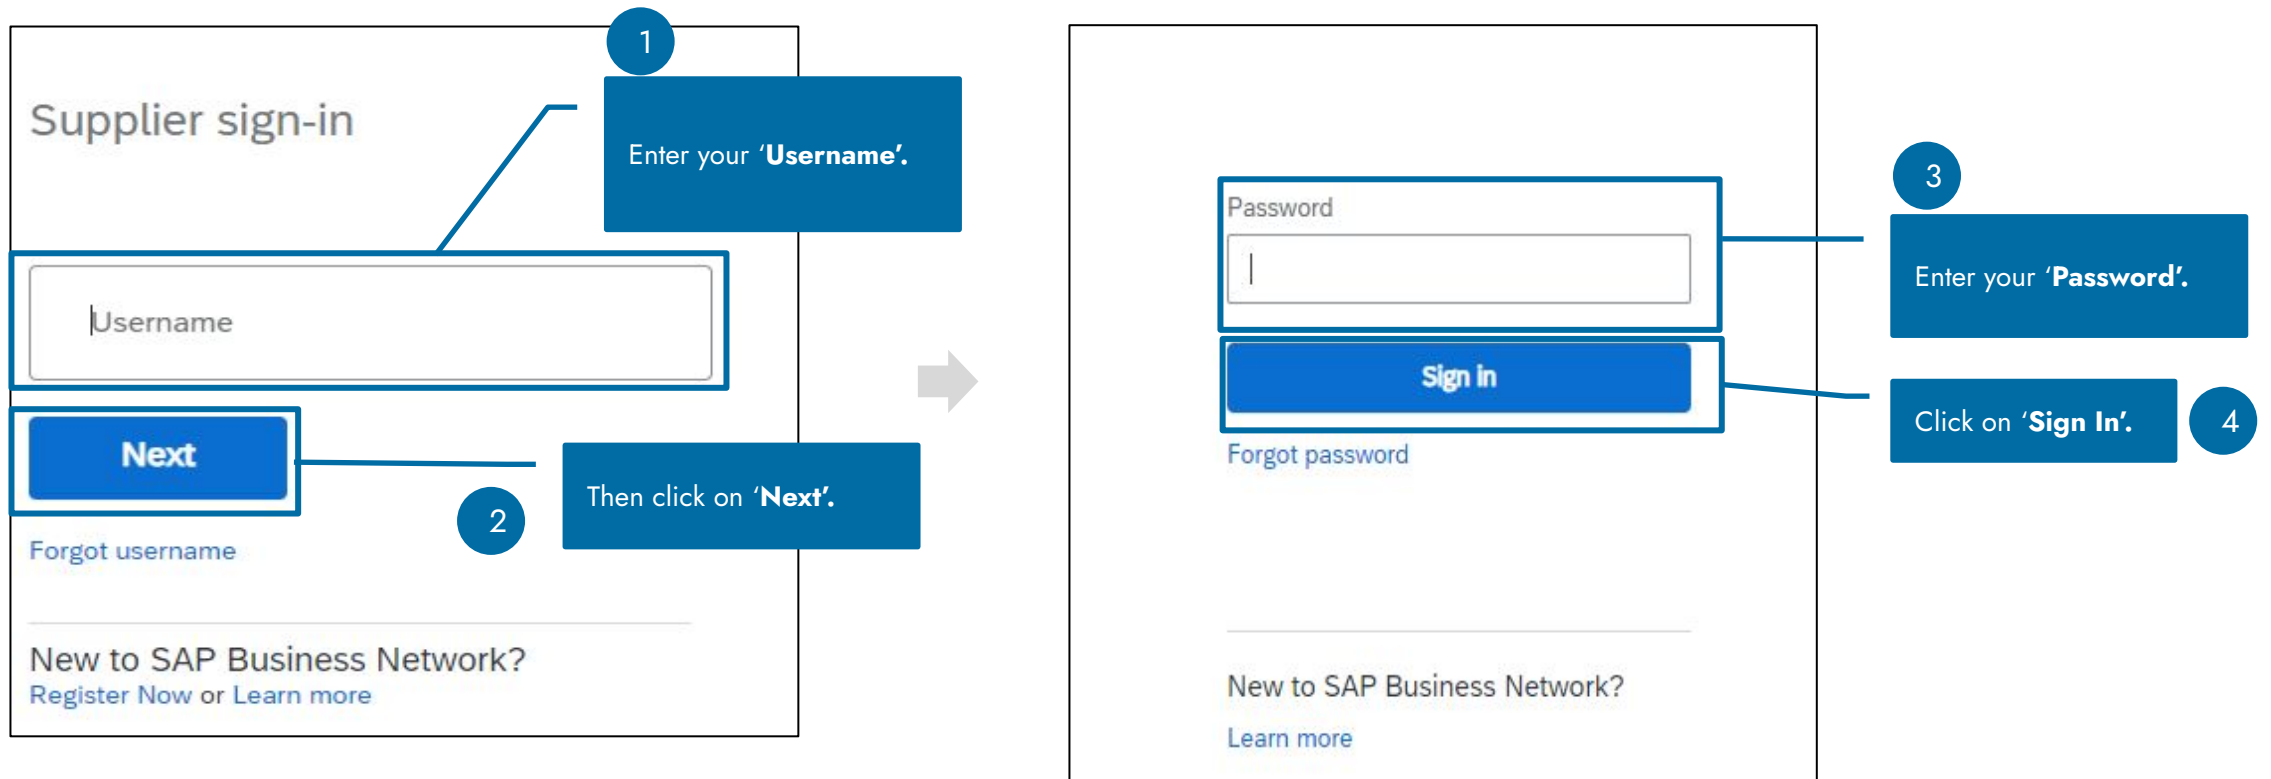 1
Supplier sign-in
Enter your ‘Username’.
Username
Next
2
Then click on ‘Next’.
Forgot username
New to SAP Business Network?
Register Now or Learn more
3
Password
Enter your ‘Password’.
Sign in
Click on ‘Sign In’.
4
Forgot password
New to SAP Business Network?
Learn more